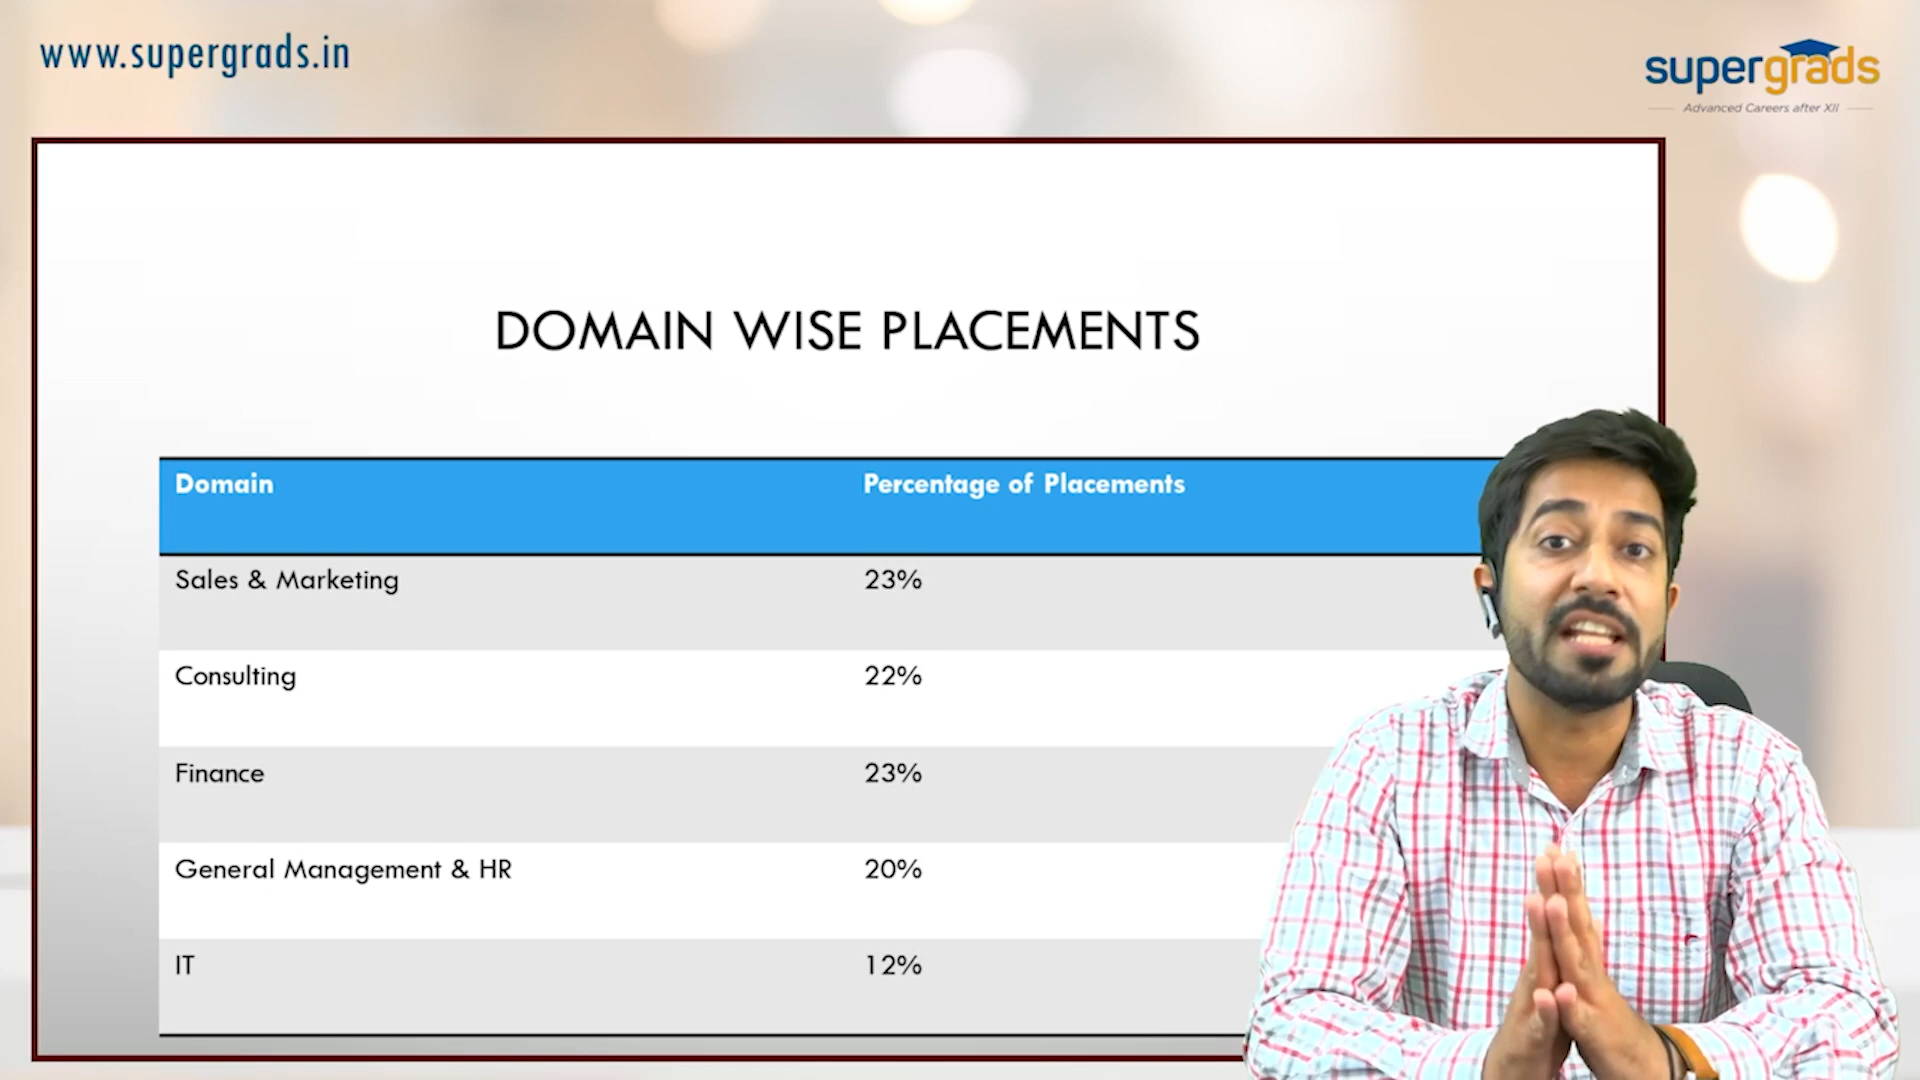 www.supergrads.in
supergrads
Advanced Careers after XII
DOMAIN WISE PLACEMENTS
Domain Percentage of Placements
Sales & Marketing 23%
Consulting 22%
Finance 23%
General Management & HR 20%
IT 12%